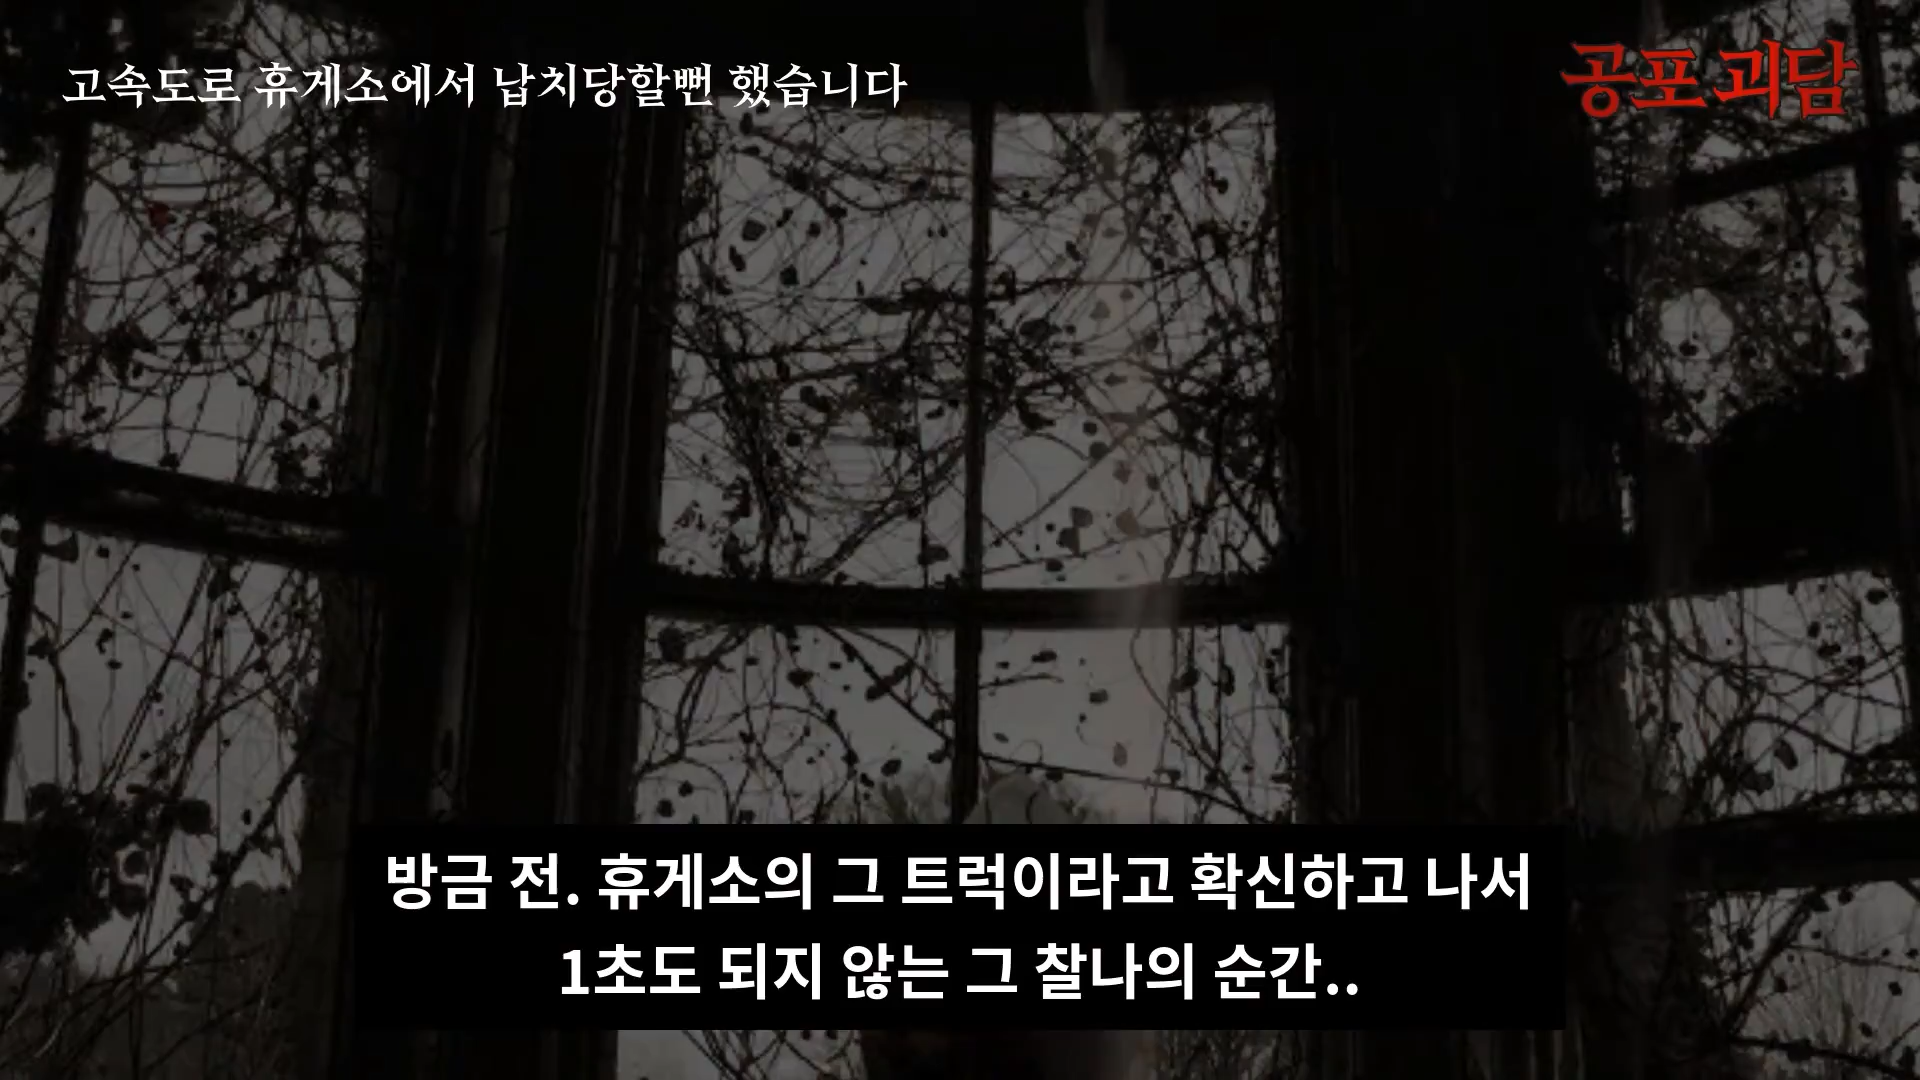 고속도로 휴게소에서 납치당할뻔 했습니다
공포 괴담
방금 전. 휴게소의 그 트럭이라고 확신하고 나서
1초도 되지 않는 그 찰나의 순간..